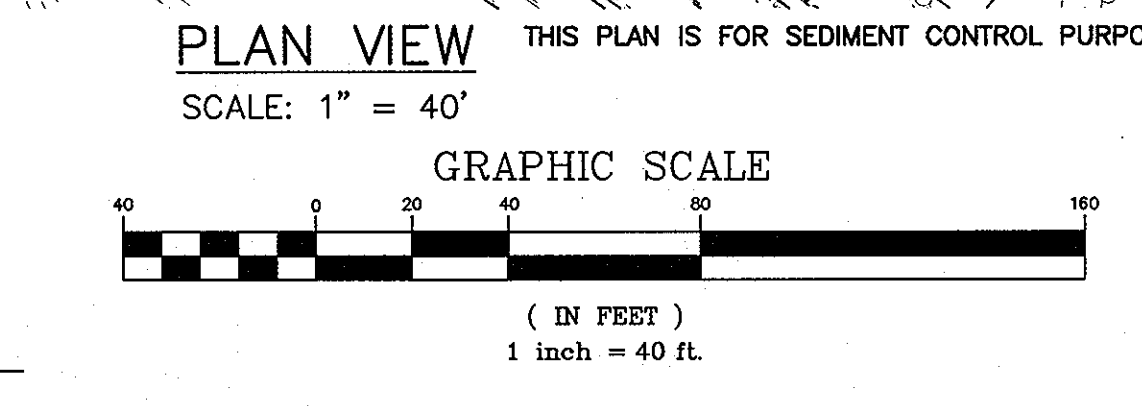 PLAN VIEW THIS PLAN IS FOR SEDIMENT CONTROL
SCALE: 1" = 40'
GRAPHIC SCALE
40 0 20 40 80 160
( IN FEET )
1 inch = 40 ft.